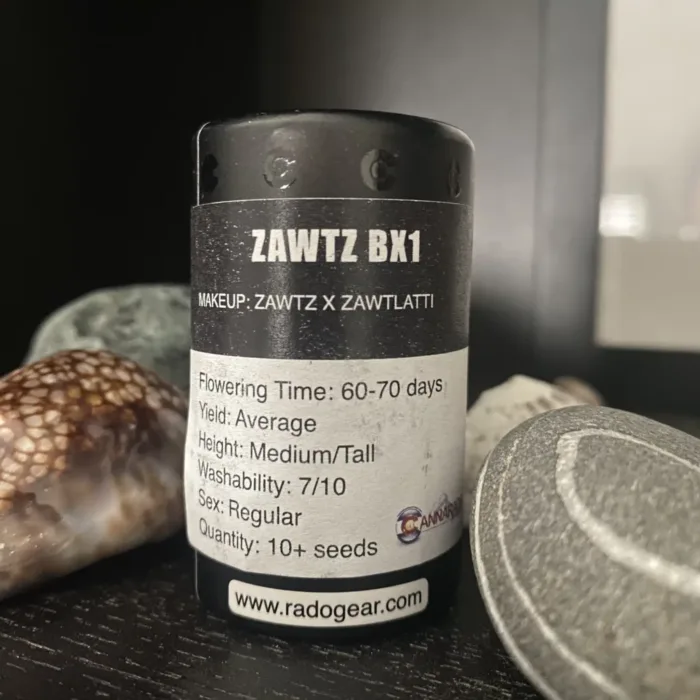 ZAWTZ BX1
MAKEUP: ZAWTZ X ZAWTLATTI
Flowering Time: 60-70 days
Yield: Average
Height: Medium/Tall
Washability: 7/10
Sex: Regular
Quantity: 10+ seeds
www.radogear.com